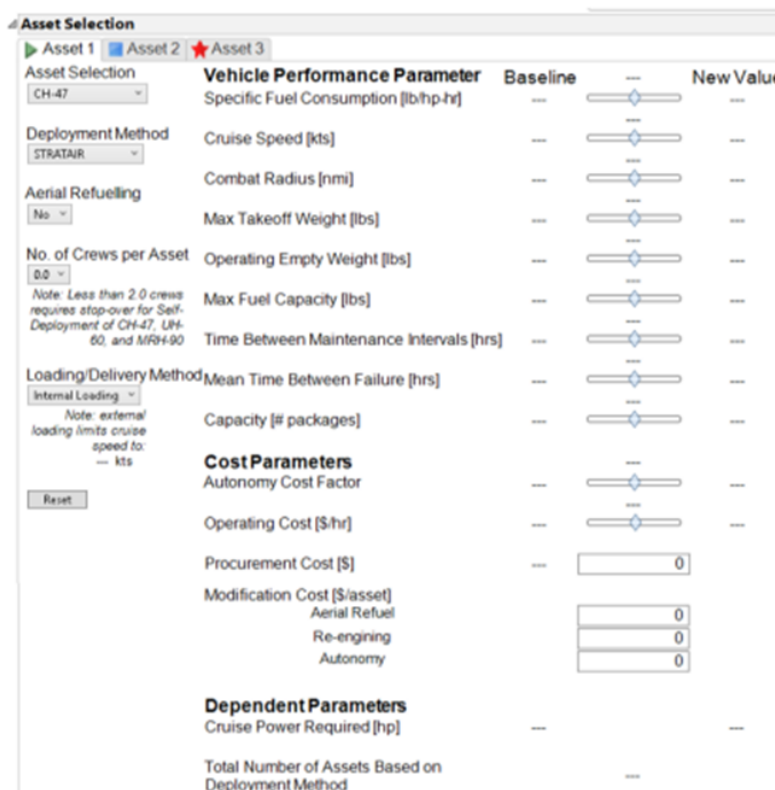 Asset Selection
Asset 1 Asset 2 Asset 3
Asset Selection
CH-47
Deployment Method
STRATAIR
Aerial Refuelling
No
No. of Crews per Asset
0.0
Note: Less than 2.0 crews
requires stop-over for Self-
Deployment of CH-47, UH-
60, and MRH-90
Loading/Delivery Method
Internal Loading
Note: external
loading limits cruise
speed to:
--- kts
Reset
Vehicle Performance Parameter Baseline --- New Value
Specific Fuel Consumption [lb/hp-hr] --- ---
---
Cruise Speed [kts] --- ---
---
Combat Radius [nmi] --- ---
---
Max Takeoff Weight [lbs] --- ---
---
Operating Empty Weight [lbs] --- ---
---
Max Fuel Capacity [lbs] --- ---
---
Time Between Maintenance Intervals [hrs] --- ---
---
Mean Time Between Failure [hrs] --- ---
---
Capacity [# packages] --- ---
Cost Parameters ---
Autonomy Cost Factor --- ---
---
Operating Cost [$/hr] --- ---
Procurement Cost [$] --- 0
Modification Cost [$/asset]
Aerial Refuel 0
Re-engining 0
Autonomy 0
Dependent Parameters
Cruise Power Required [hp] --- ---
Total Number of Assets Based on
Deployment Method ---